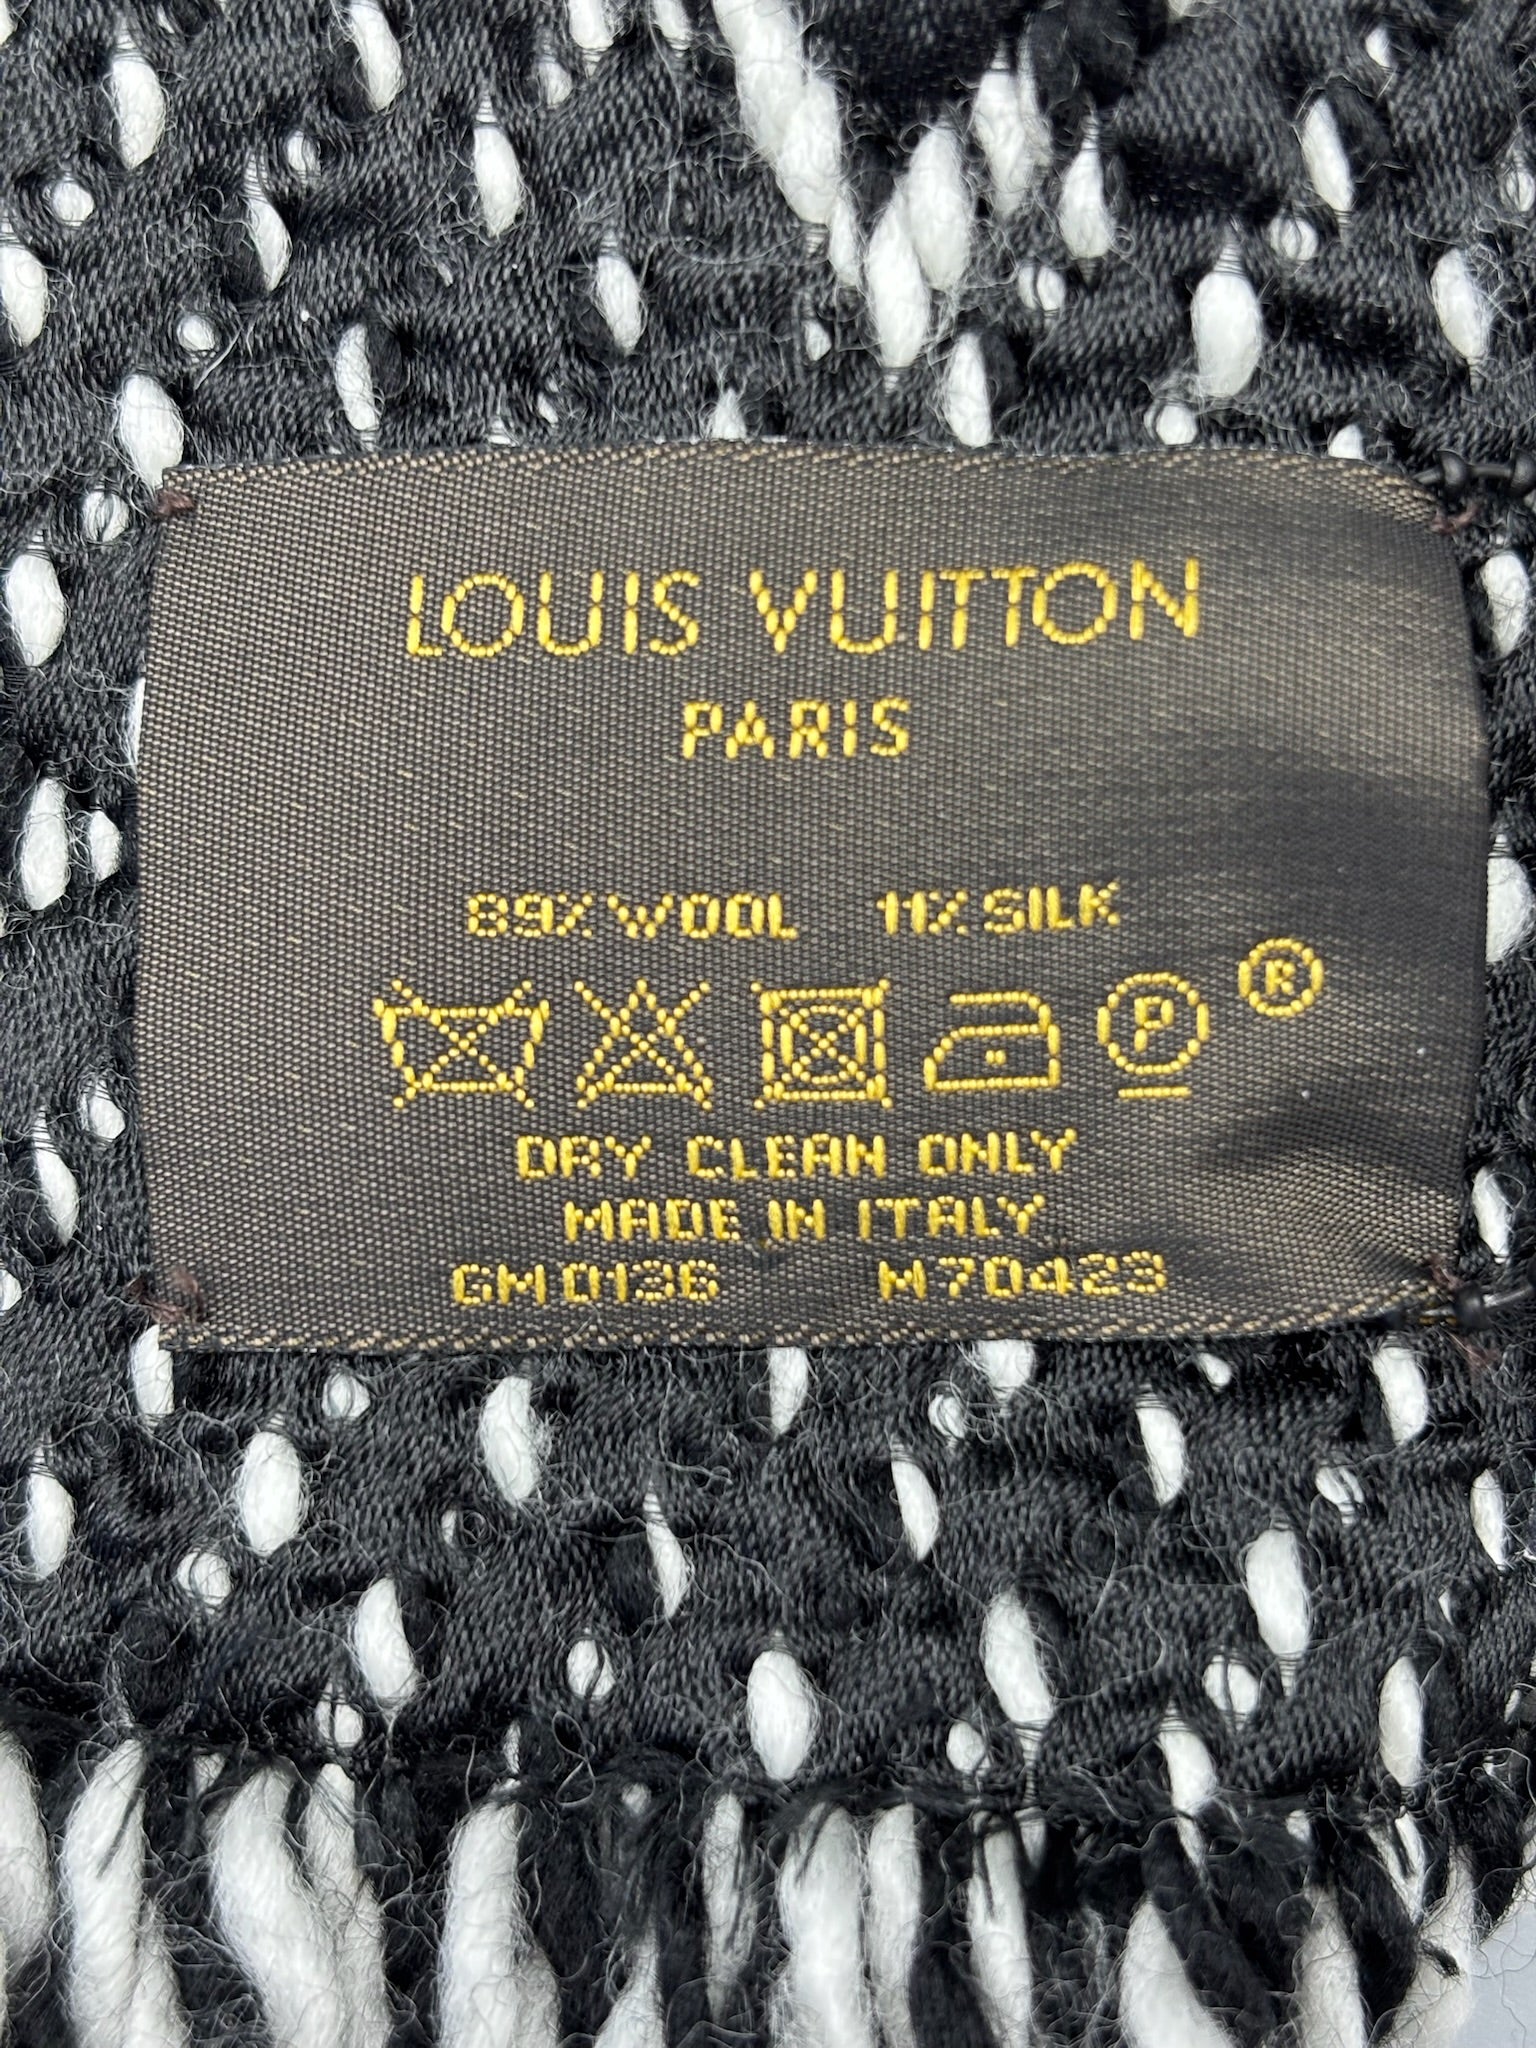 LOUIS VUITTON
PARIS
89% WOOL 11% SILK
P ®
DRY CLEAN ONLY
MADE IN ITALY
GM0136 M70423